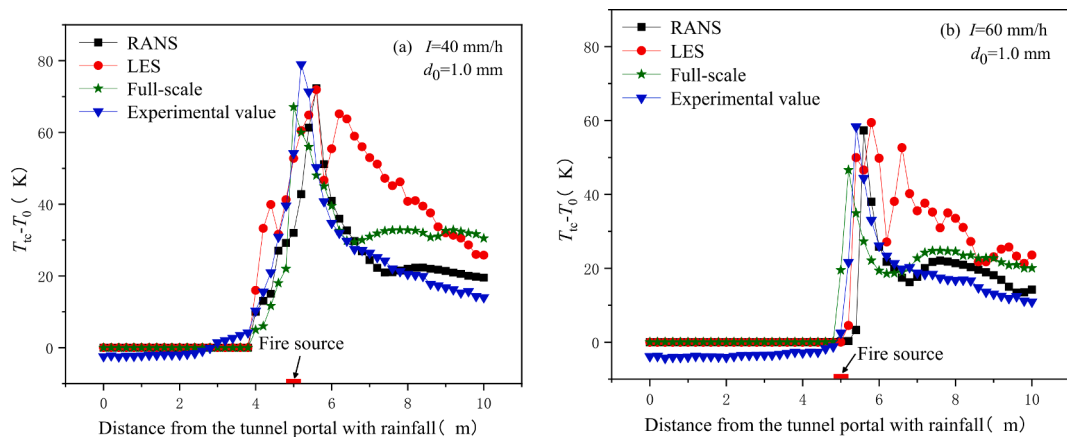 RANS
LES
Full-scale
Experimental value
(a) I=40 mm/h
d0=1.0 mm
80
60
40
20
0
Ttc-T0 ( K)
Fire source
0 2 4 6 8 10
Distance from the tunnel portal with rainfall( m)
RANS
LES
Full-scale
Experimental value
(b) I=60 mm/h
d0=1.0 mm
80
60
40
20
0
Ttc-T0 ( K)
Fire source
0 2 4 6 8 10
Distance from the tunnel portal with rainfall( m)